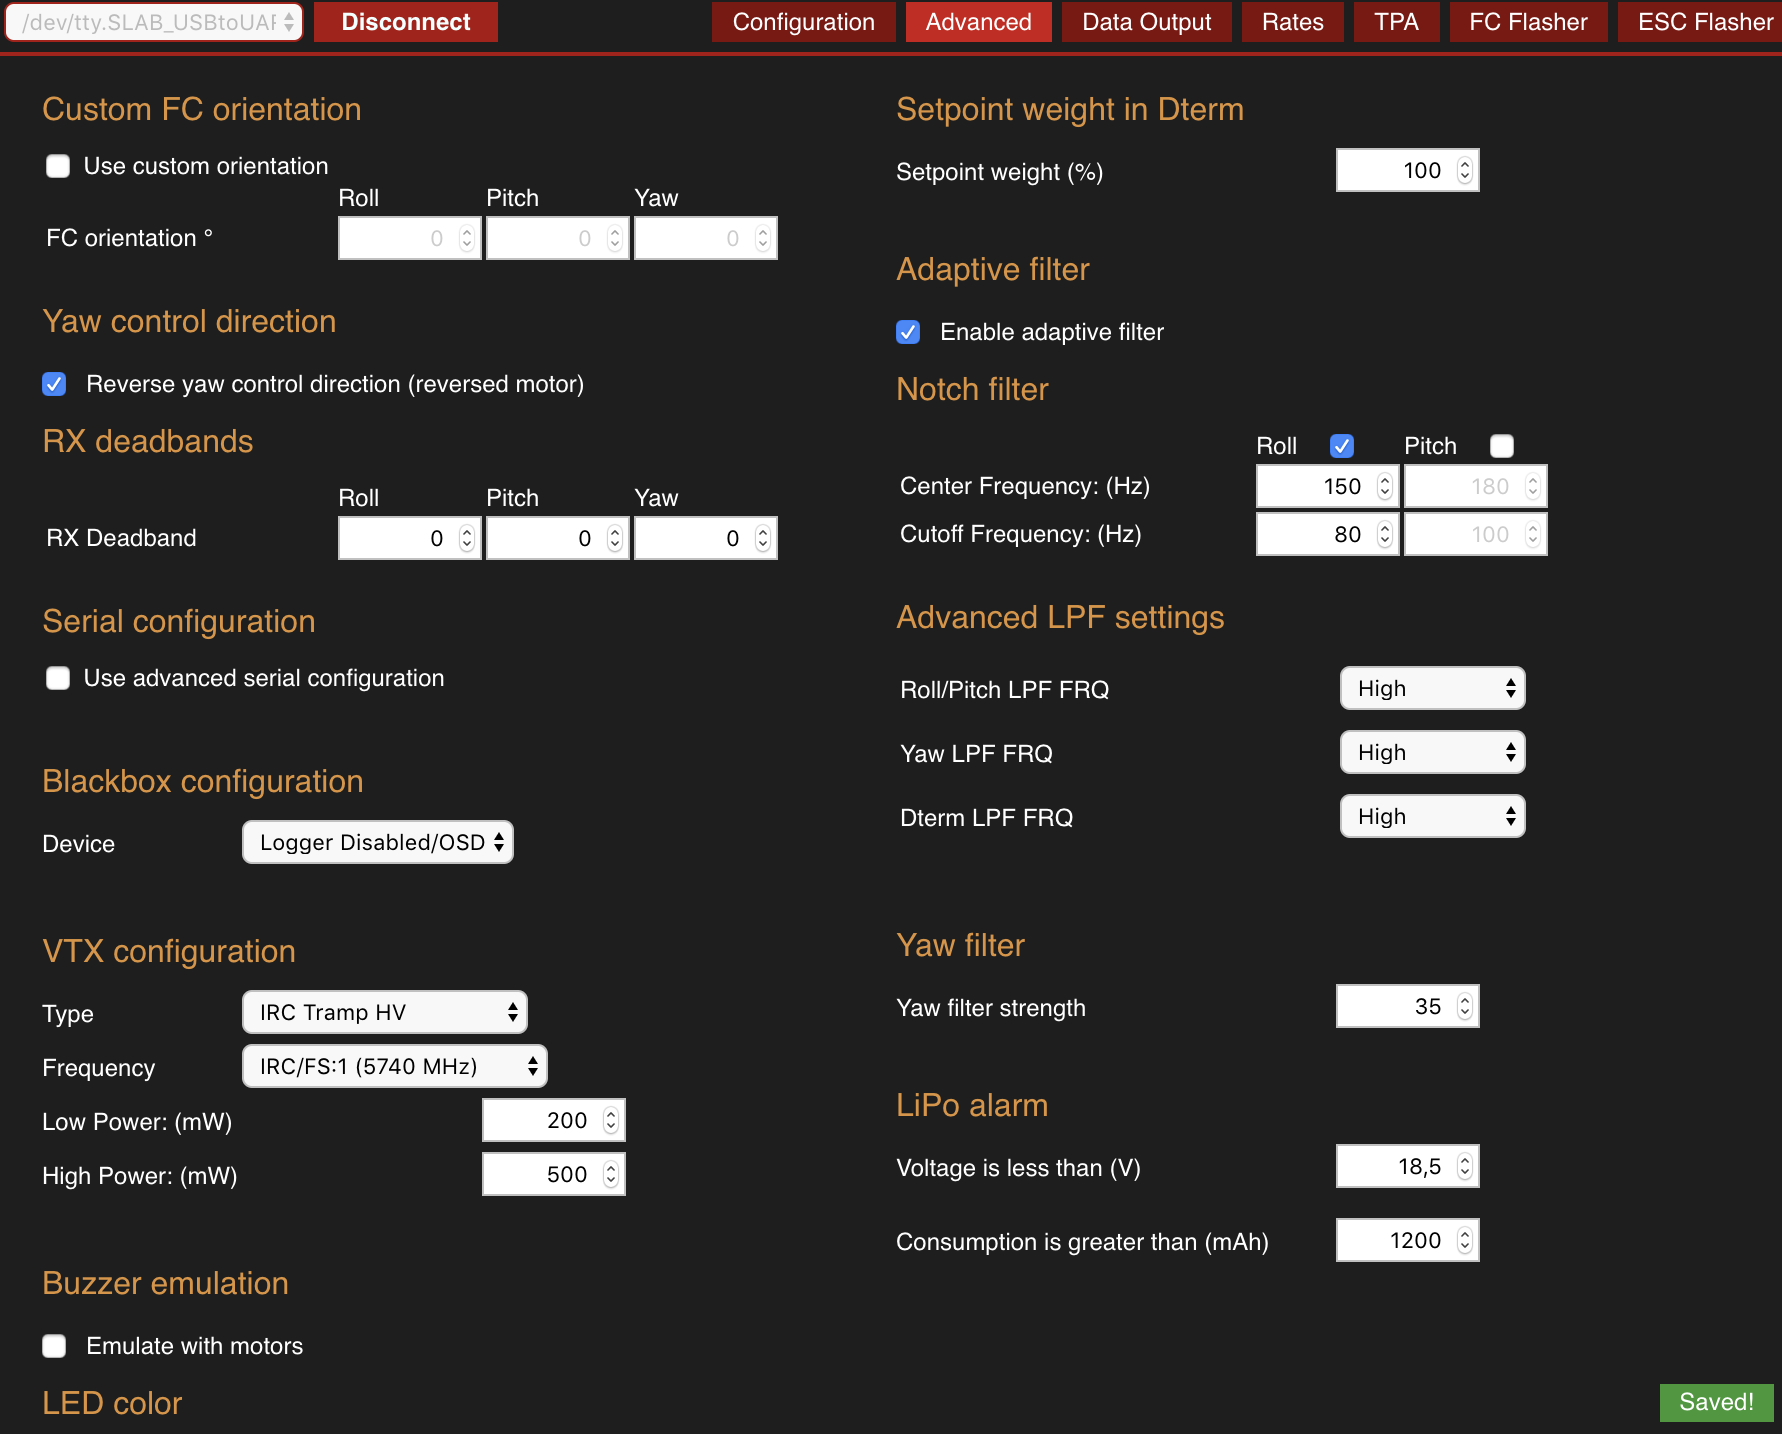 /dev/tty.SLAB_USBtoUAR Disconnect Configuration Advanced Data Output Rates TPA FC Flasher ESC Flasher
Custom FC orientation
Use custom orientation
Roll Pitch Yaw
FC orientation ° 0 0 0
Yaw control direction
Reverse yaw control direction (reversed motor)
RX deadbands
Roll Pitch Yaw
RX Deadband 0 0 0
Serial configuration
Use advanced serial configuration
Blackbox configuration
Device Logger Disabled/OSD
VTX configuration
Type IRC Tramp HV
Frequency IRC/FS:1 (5740 MHz)
Low Power: (mW) 200
High Power: (mW) 500
Buzzer emulation
Emulate with motors
LED color
Setpoint weight in Dterm
Setpoint weight (%) 100
Adaptive filter
Enable adaptive filter
Notch filter
Roll Pitch
Center Frequency: (Hz) 150 180
Cutoff Frequency: (Hz) 80 100
Advanced LPF settings
Roll/Pitch LPF FRQ High
Yaw LPF FRQ High
Dterm LPF FRQ High
Yaw filter
Yaw filter strength 35
LiPo alarm
Voltage is less than (V) 18,5
Consumption is greater than (mAh) 1200
Saved!